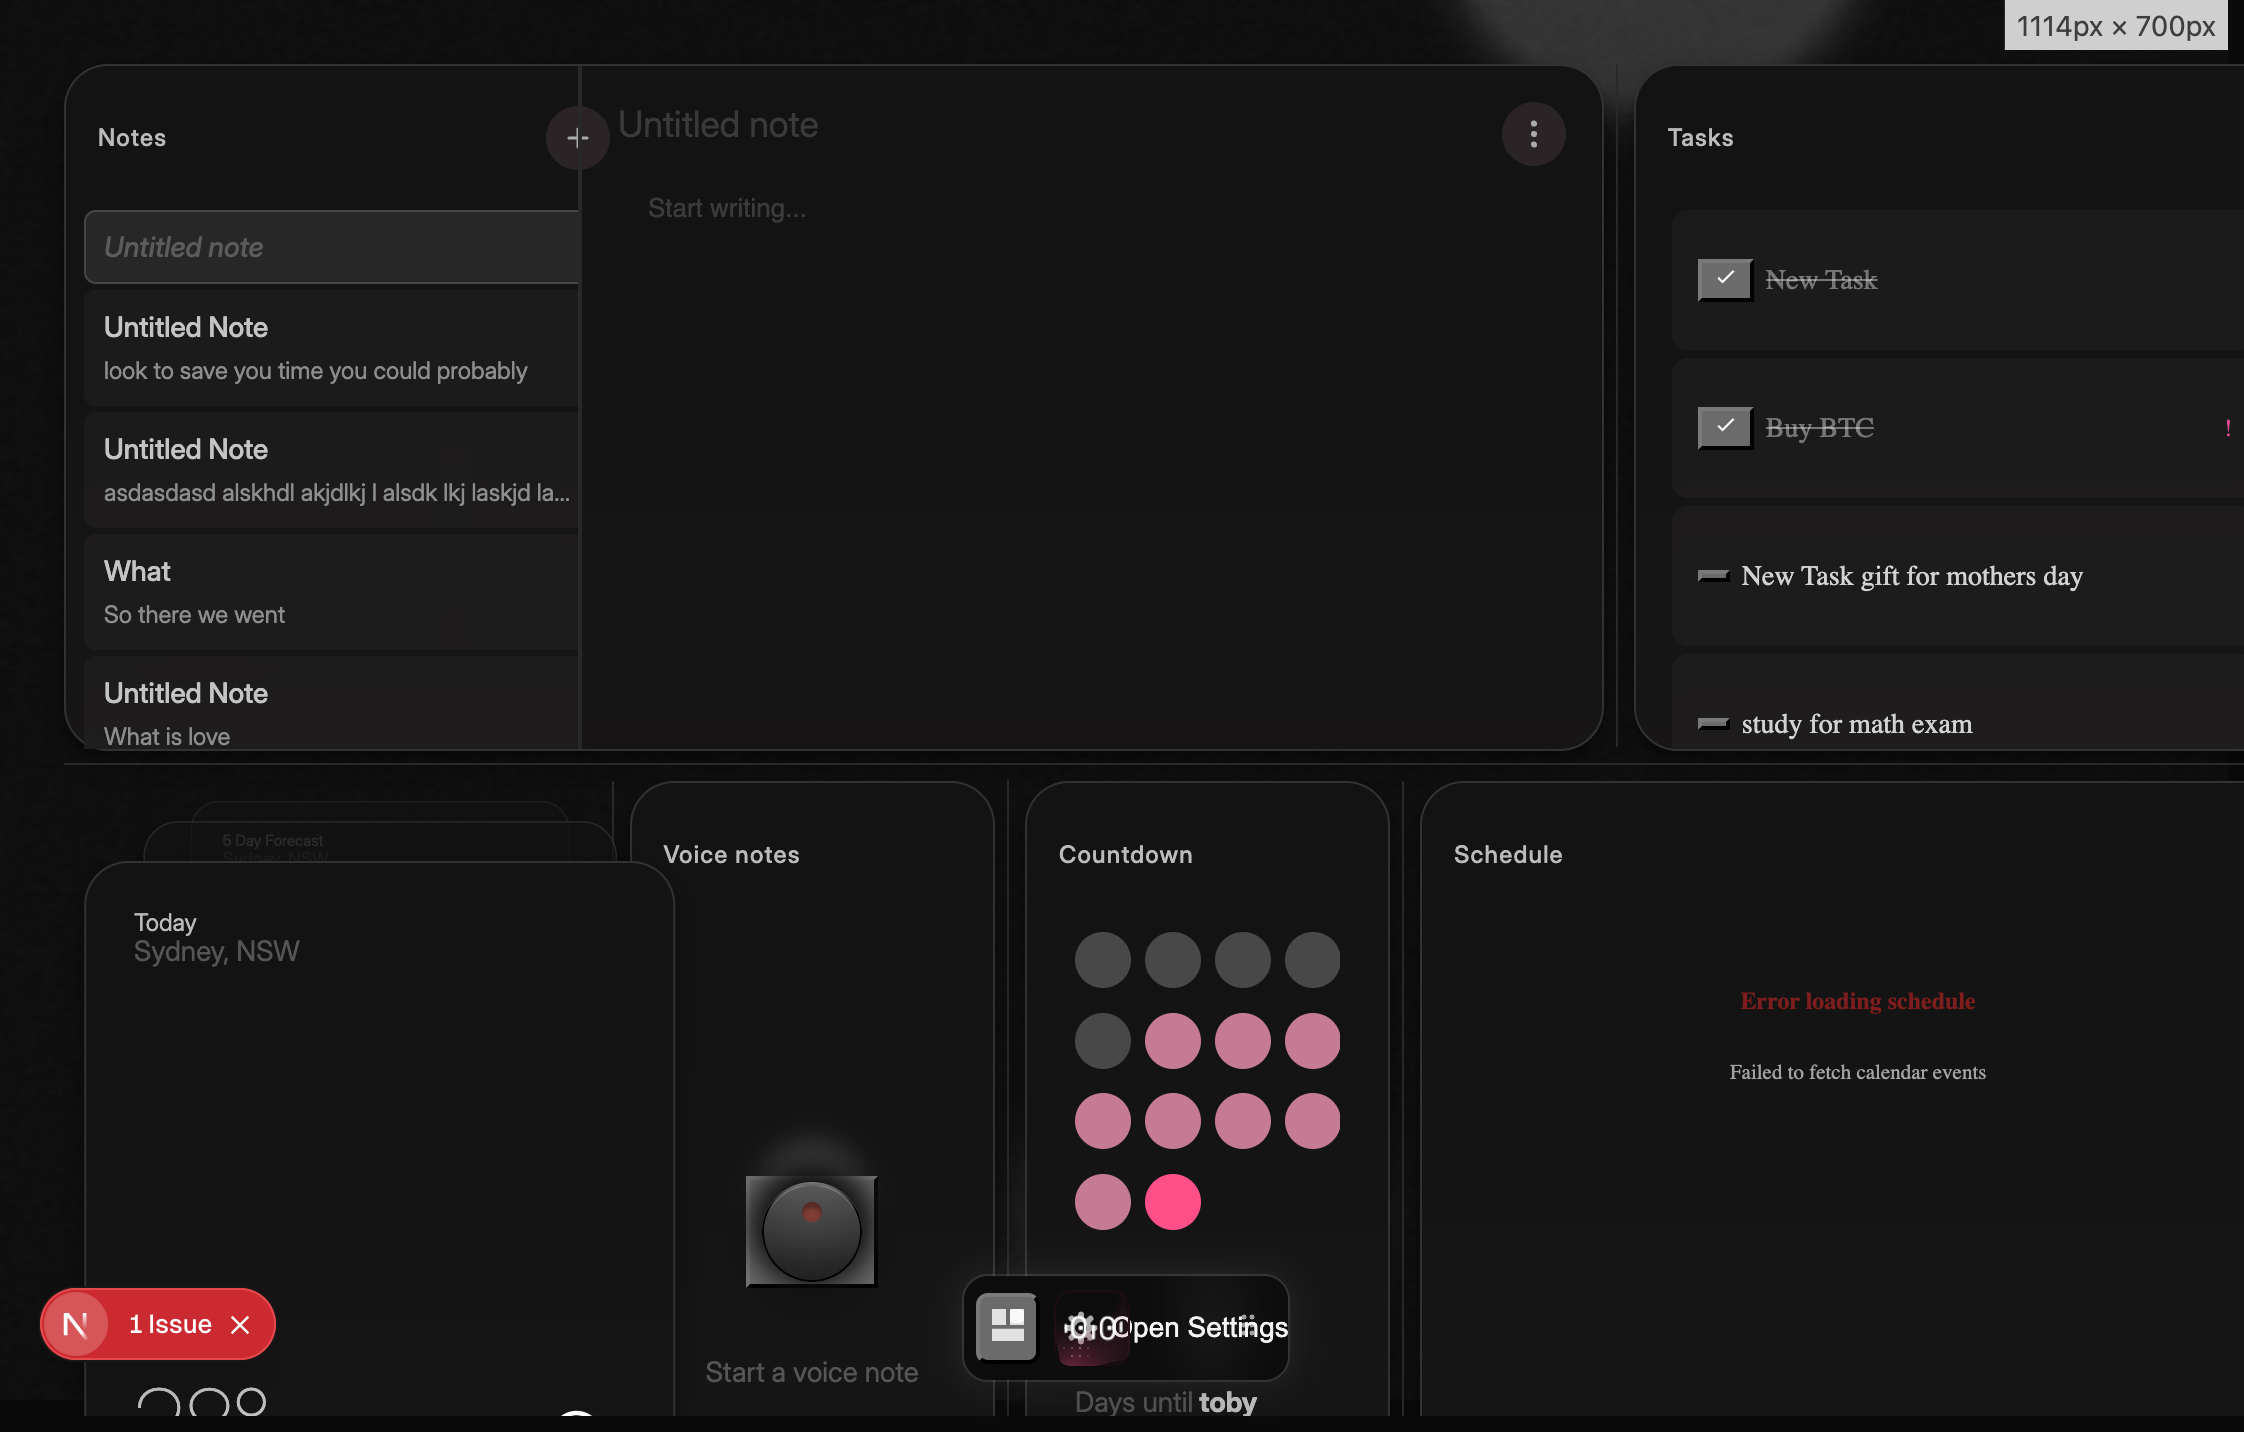 1114px × 700px
Notes
Untitled note
Start writing...
Untitled note
Untitled Note
look to save you time you could probably
Untitled Note
asdasdasd alskhdl akjdlkj l alsdk lkj laskjd la...
What
So there we went
Untitled Note
What is love
Tasks
New Task
Buy BTC
!
New Task gift for mothers day
study for math exam
5 Day Forecast
Sydney, NSW
Today
Sydney, NSW
Voice notes
Start a voice note
Countdown
Days until toby
Schedule
Error loading schedule
Failed to fetch calendar events
N
1 Issue
Open Settings